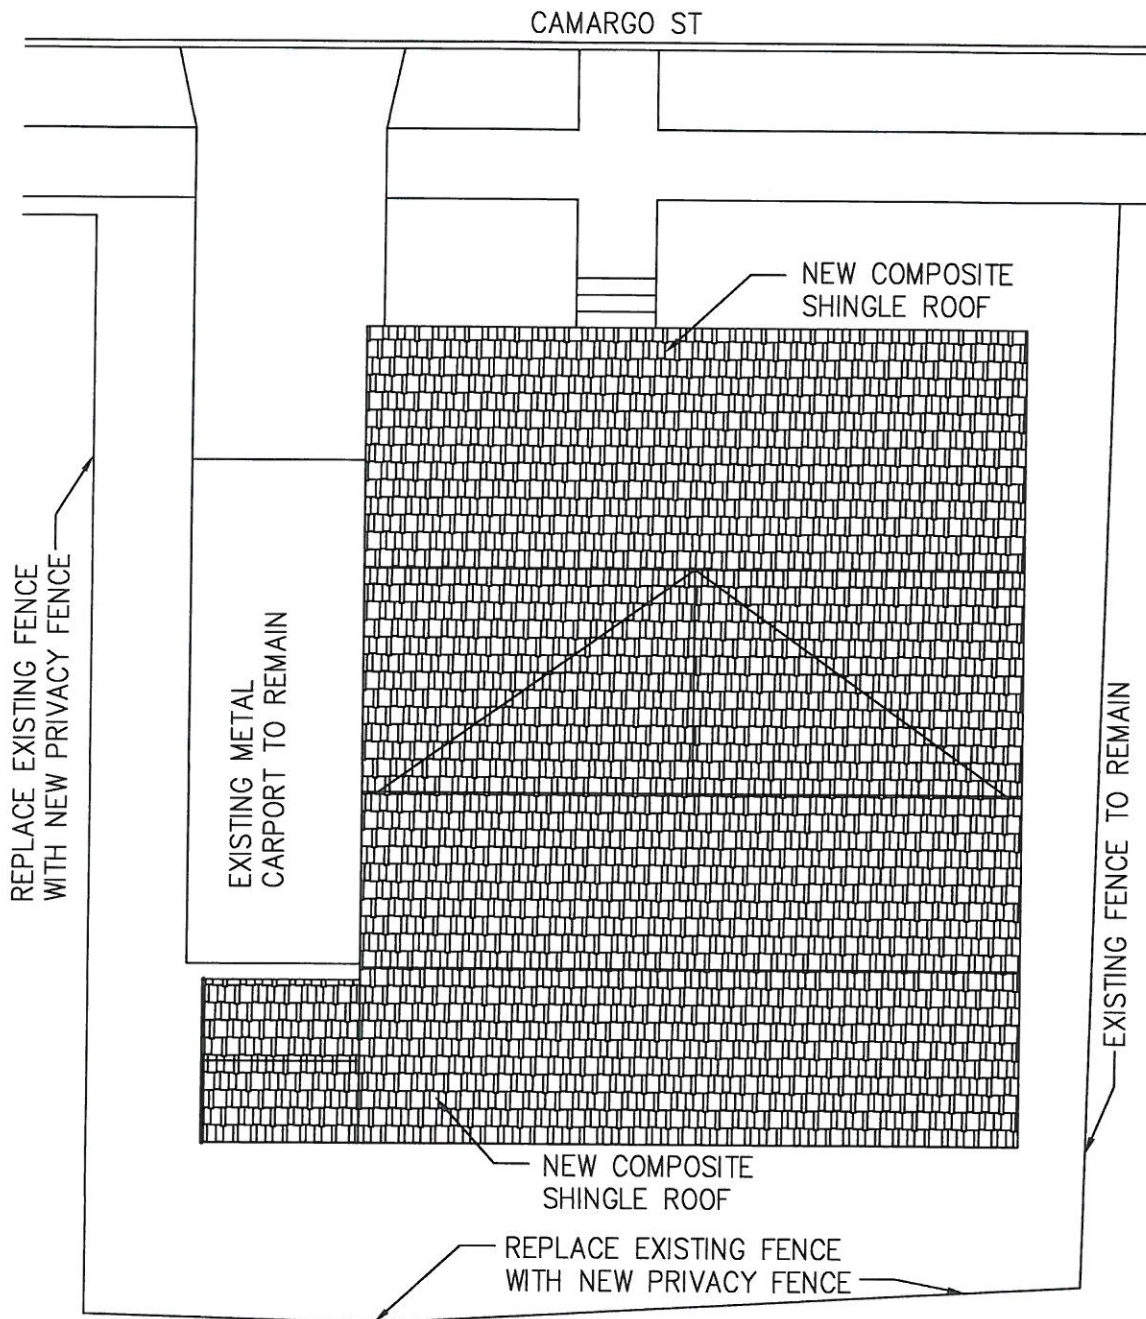 CAMARGO ST
NEW COMPOSITE
SHINGLE ROOF
REPLACE EXISTING FENCE
WITH NEW PRIVACY FENCE
EXISTING METAL
CARPORT TO REMAIN
EXISTING FENCE TO REMAIN
NEW COMPOSITE
SHINGLE ROOF
REPLACE EXISTING FENCE
WITH NEW PRIVACY FENCE